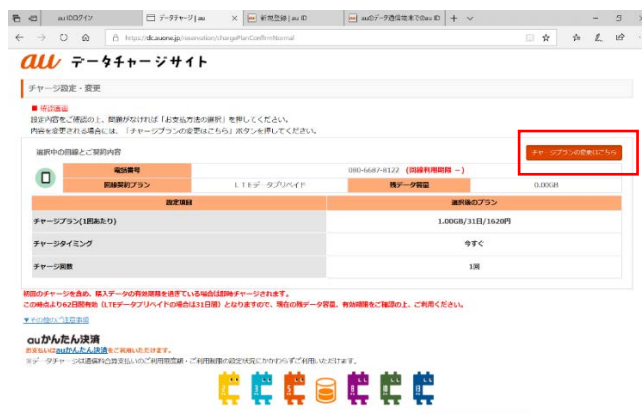 auIDログイン
データチャージ | au
新規登録 | au ID
auのデータ通信端末でのau ID
https://dc.auone.jp/reservation/chargePlanConfirmNormal
au データチャージサイト
チャージ設定・変更
■ 確認画面
設定内容をご確認の上、問題がなければ「お支払方法の選択」を押してください。
内容を変更される場合には、「チャージプランの変更はこちら」ボタンを押してください。
選択中の回線とご契約内容
チャージプランの変更はこちら
電話番号 080-6687-8122 (回線利用期限 ~)
回線契約プラン LTEデータプリペイド 残データ容量 0.00GB
設定項目 選択後のプラン
チャージプラン(1回あたり) 1.00GB/31日/1620円
チャージタイミング 今すぐ
チャージ回数 1回
初回のチャージを含め、購入データの有効期限を過ぎている場合は即時チャージされます。
この時点より62日間有効（LTEデータプリペイドの場合は31日間）となりますので、現在の残データ容量、有効期限をご確認の上、ご利用ください。
▼その他のご注意事項
auかんたん決済
お支払いはauかんたん決済をご利用いただけます。
※データチャージは通信料合算支払いのご利用限度額・ご利用制限の設定状況にかかわらずご利用いただけます。